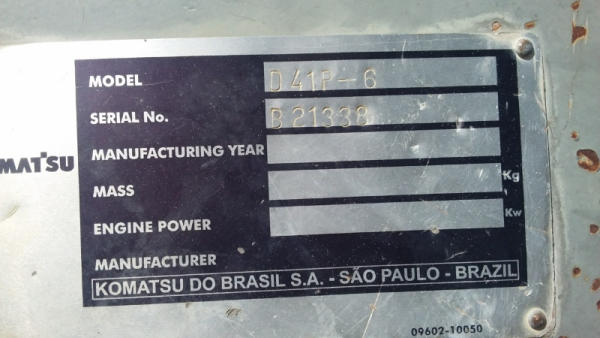 MODEL D41P-6
SERIAL No. B21338
MANUFACTURING YEAR
MATSU
MASS Kg
ENGINE POWER Kw
MANUFACTURER
KOMATSU DO BRASIL S.A. - SÃO PAULO - BRAZIL
09602-10050